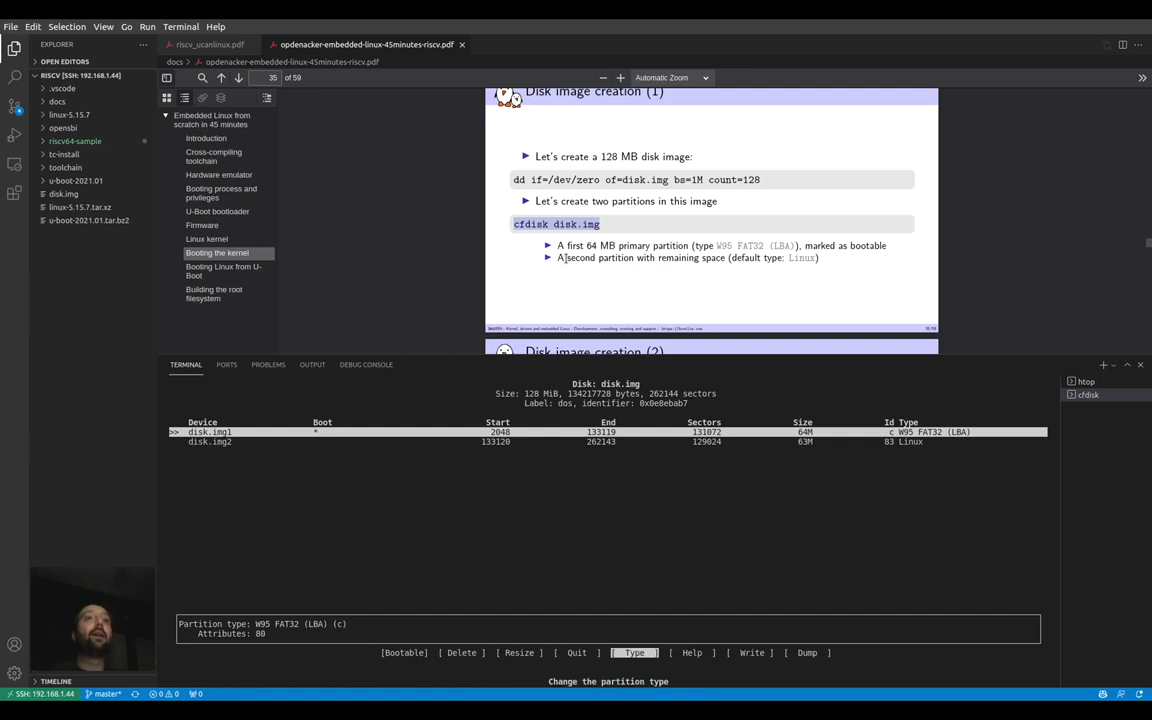 File Edit Selection View Go Run Terminal Help
EXPLORER
riscv_ucanlinux.pdf
opdenacker-embedded-linux-45minutes-riscv.pdf
OPEN EDITORS
docs > opdenacker-embedded-linux-45minutes-riscv.pdf
RISCV [SSH: 192.168.1.44]
35 of 59
Automatic Zoom
.vscode
docs
linux-5.15.7
opensbi
riscv64-sample
tc-install
toolchain
u-boot-2021.01
disk.img
linux-5.15.7.tar.xz
u-boot-2021.01.tar.bz2
4
Embedded Linux from
scratch in 45 minutes
Introduction
Cross-compiling
toolchain
Hardware emulator
Booting process and
privileges
U-Boot bootloader
Firmware
Linux kernel
Booting the kernel
Booting Linux from U-
Boot
Building the root
filesystem
Disk image creation (1)
Let's create a 128 MB disk image:
dd if=/dev/zero of=disk.img bs=1M count=128
Let's create two partitions in this image
cfdisk disk.img
A first 64 MB primary partition (type W95 FAT32 (LBA)), marked as bootable
A second partition with remaining space (default type: Linux)
35/59
Disk image creation (2)
TERMINAL PORTS PROBLEMS OUTPUT DEBUG CONSOLE
htop
cfdisk
Disk: disk.img
Size: 128 MiB, 134217728 bytes, 262144 sectors
Label: dos, identifier: 0x0e8ebab7
Device Boot Start End Sectors Size Id Type
>> disk.img1 * 2048 133119 131072 64M c W95 FAT32 (LBA)
disk.img2 133120 262143 129024 63M 83 Linux
Partition type: W95 FAT32 (LBA) (c)
Attributes: 80
[Bootable] [ Delete ] [ Resize ] [ Quit ] [ Type ] [ Help ] [ Write ] [ Dump ]
Change the partition type
TIMELINE
SSH: 192.168.1.44 master* 0 0 0